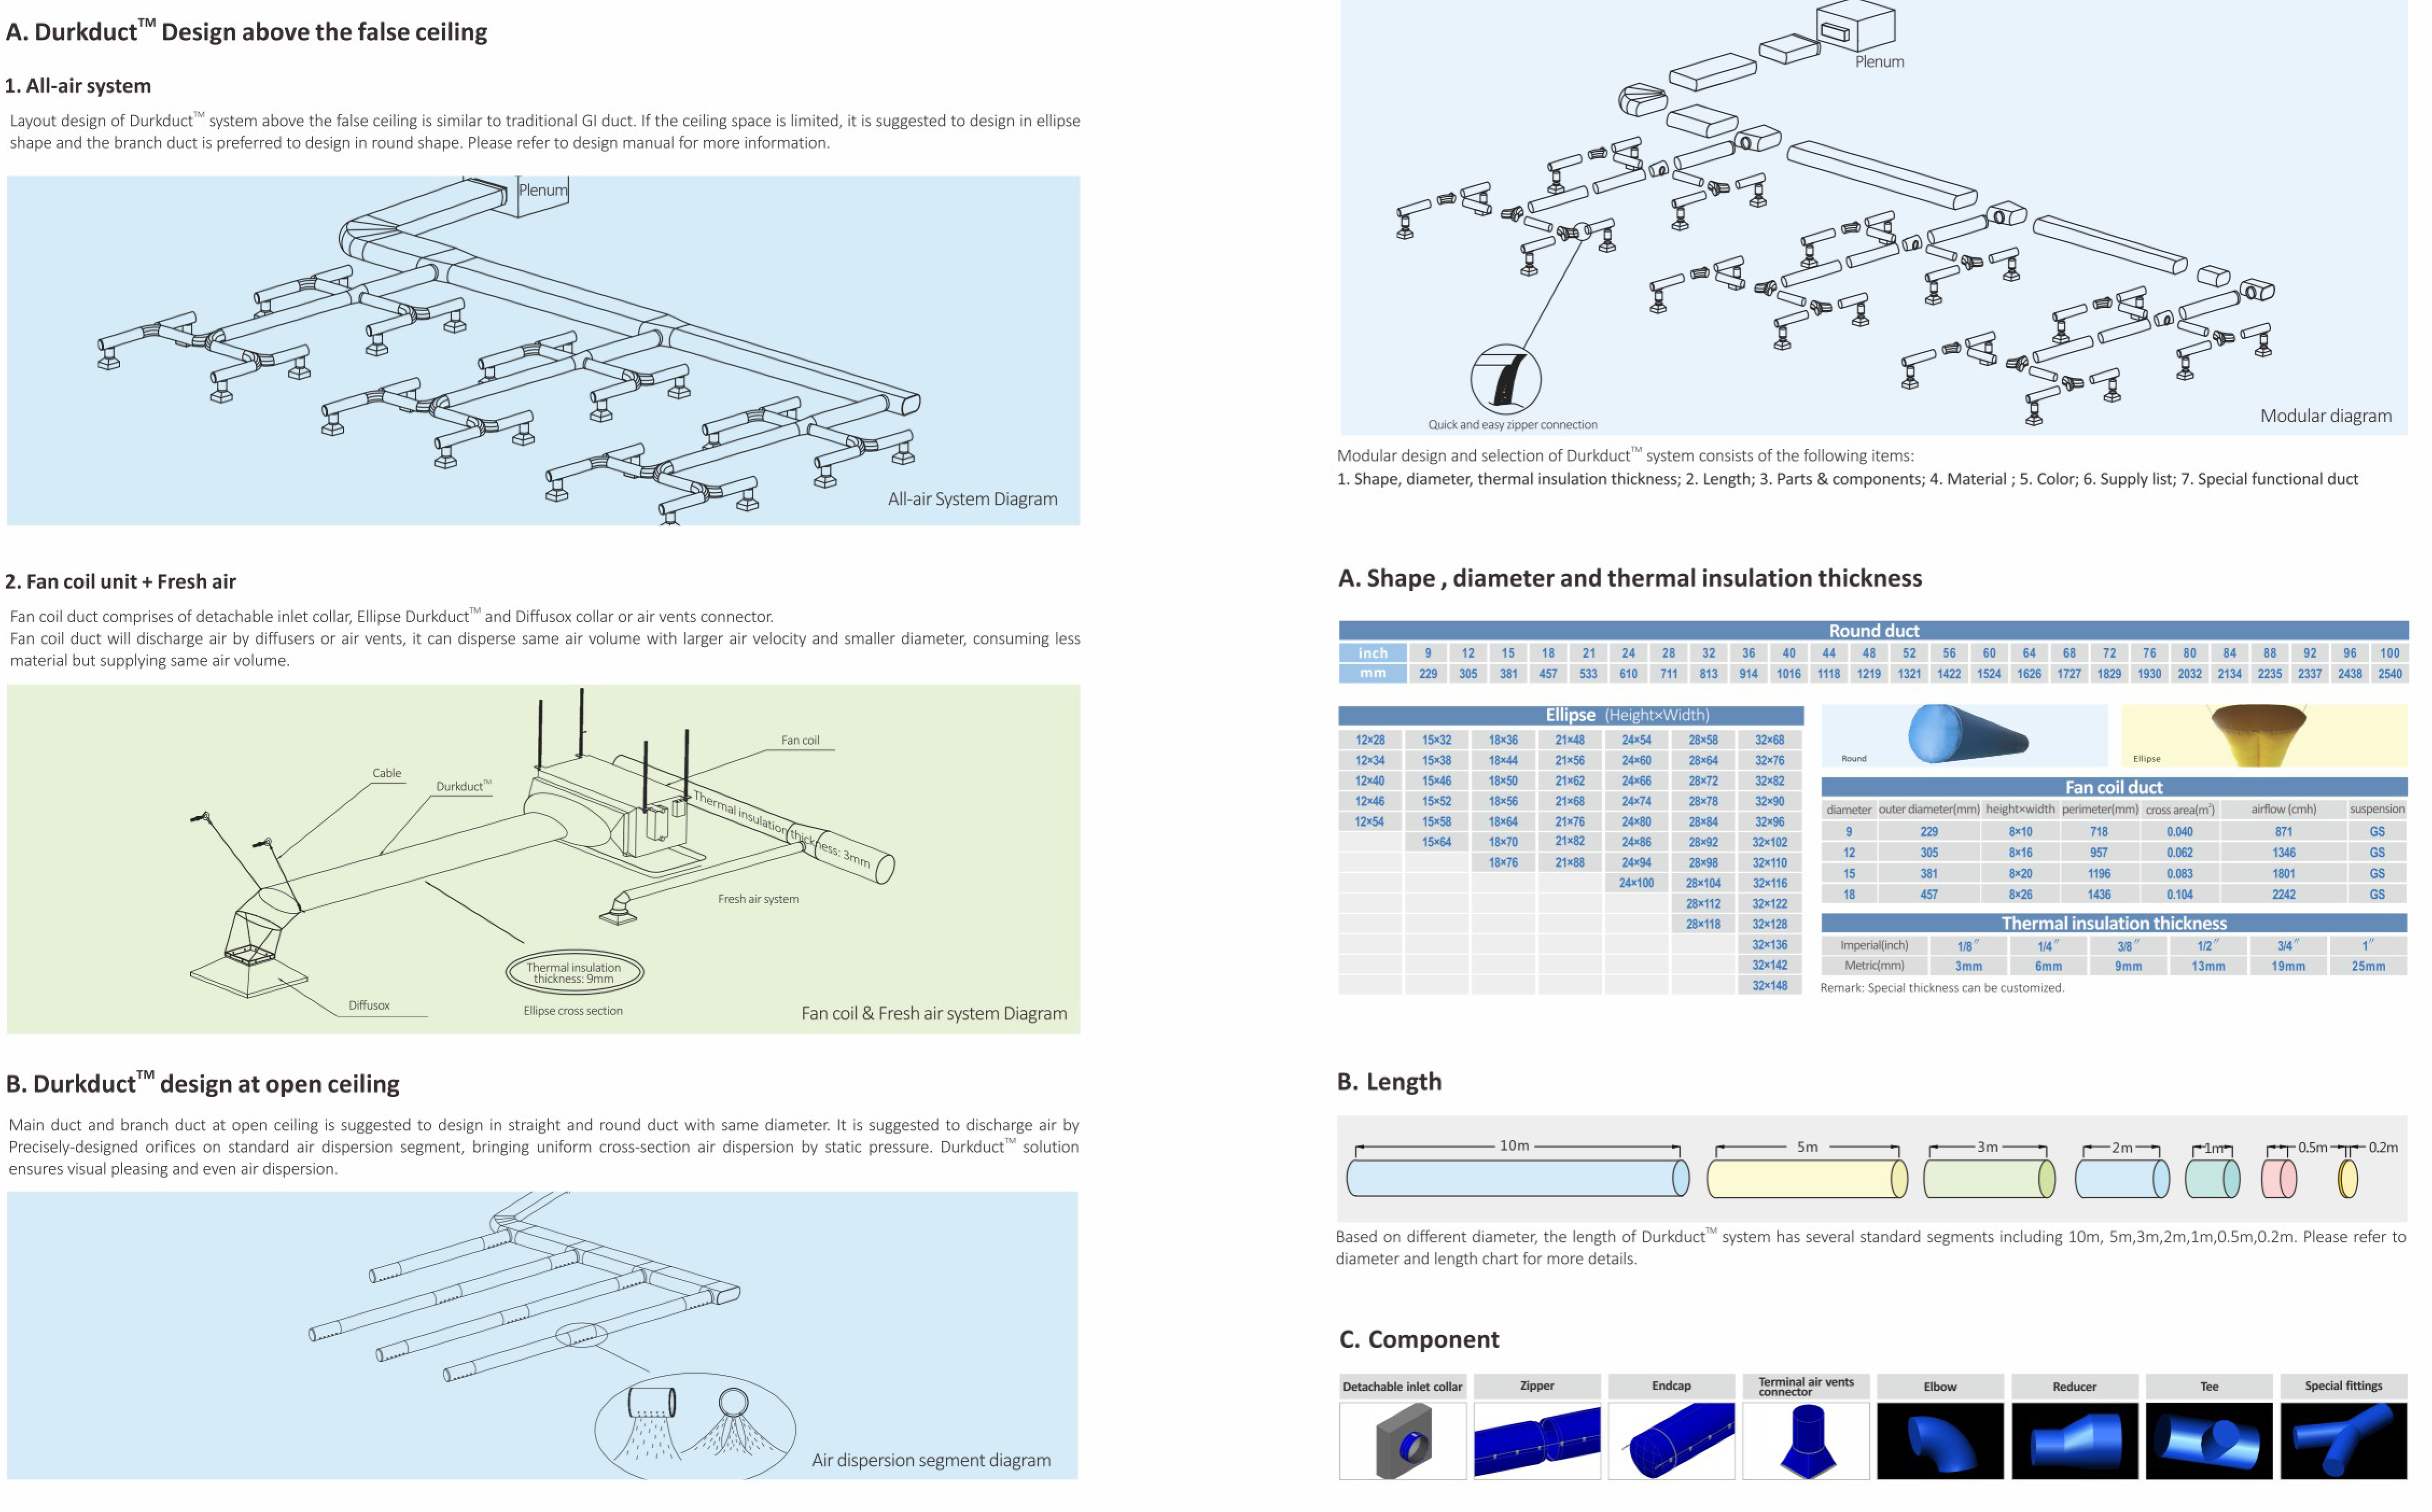 A. Durkduct™ Design above the false ceiling
1. All-air system
Layout design of Durkduct™ system above the false ceiling is similar to traditional GI duct. If the ceiling space is limited, it is suggested to design in ellipse
shape and the branch duct is preferred to design in round shape. Please refer to design manual for more information.
Plenum
All-air System Diagram
2. Fan coil unit + Fresh air
Fan coil duct comprises of detachable inlet collar, Ellipse Durkduct™ and Diffusox collar or air vents connector.
Fan coil duct will discharge air by diffusers or air vents, it can disperse same air volume with larger air velocity and smaller diameter, consuming less
material but supplying same air volume.
Fan coil
Cable
Durkduct™
Thermal insulation thickness: 3mm
Fresh air system
Thermal insulation
thickness: 9mm
Diffusox
Ellipse cross section
Fan coil & Fresh air system Diagram
B. Durkduct™ design at open ceiling
Main duct and branch duct at open ceiling is suggested to design in straight and round duct with same diameter. It is suggested to discharge air by
Precisely-designed orifices on standard air dispersion segment, bringing uniform cross-section air dispersion by static pressure. Durkduct™ solution
ensures visual pleasing and even air dispersion.
Air dispersion segment diagram
Plenum
Quick and easy zipper connection
Modular diagram
Modular design and selection of Durkduct™ system consists of the following items:
1. Shape, diameter, thermal insulation thickness; 2. Length; 3. Parts & components; 4. Material ; 5. Color; 6. Supply list; 7. Special functional duct
A. Shape , diameter and thermal insulation thickness
Round duct
inch 9 12 15 18 21 24 28 32 36 40 44 48 52 56 60 64 68 72 76 80 84 88 92 96 100
mm 229 305 381 457 533 610 711 813 914 1016 1118 1219 1321 1422 1524 1626 1727 1829 1930 2032 2134 2235 2337 2438 2540
Ellipse (Height×Width)
12×28 15×32 18×36 21×48 24×54 28×58 32×68
12×34 15×38 18×44 21×56 24×60 28×64 32×76
12×40 15×46 18×50 21×62 24×66 28×72 32×82
12×46 15×52 18×56 21×68 24×74 28×78 32×90
12×54 15×58 18×64 21×76 24×80 28×84 32×96
15×64 18×70 21×82 24×86 28×92 32×102
18×76 21×88 24×94 28×98 32×110
24×100 28×104 32×116
28×112 32×122
28×118 32×128
32×136
32×142
32×148
Round
Ellipse
Fan coil duct
diameter outer diameter(mm) height×width perimeter(mm) cross area(m²) airflow (cmh) suspension
9 229 8×10 718 0.040 871 GS
12 305 8×16 957 0.062 1346 GS
15 381 8×20 1196 0.083 1801 GS
18 457 8×26 1436 0.104 2242 GS
Thermal insulation thickness
Imperial(inch) 1/8″ 1/4″ 3/8″ 1/2″ 3/4″ 1″
Metric(mm) 3mm 6mm 9mm 13mm 19mm 25mm
Remark: Special thickness can be customized.
B. Length
10m 5m 3m 2m 1m 0.5m 0.2m
Based on different diameter, the length of Durkduct™ system has several standard segments including 10m, 5m,3m,2m,1m,0.5m,0.2m. Please refer to
diameter and length chart for more details.
C. Component
Detachable inlet collar
Zipper
Endcap
Terminal air vents
connector
Elbow
Reducer
Tee
Special fittings